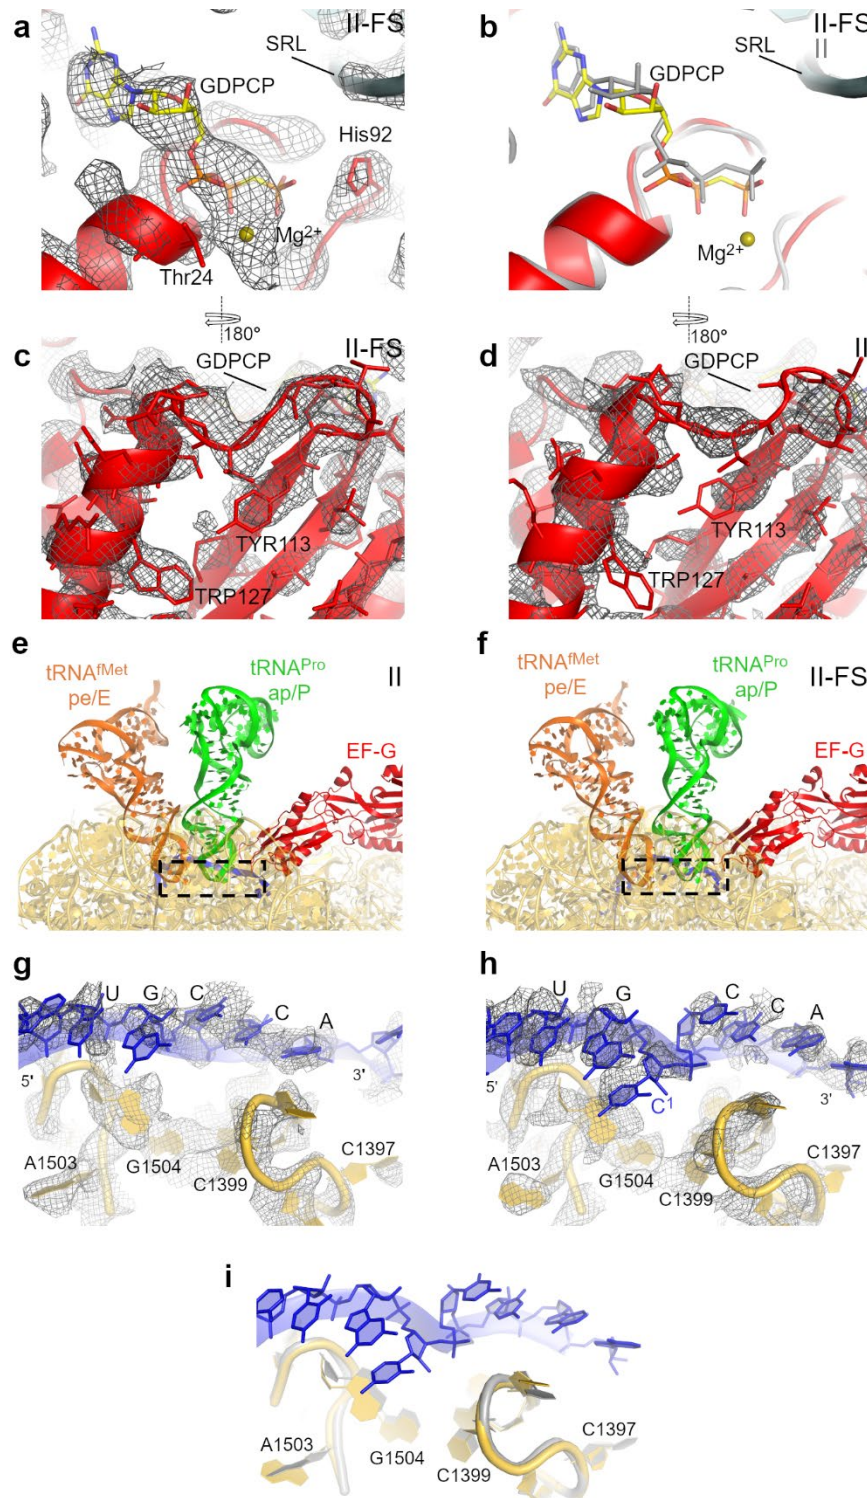 a
II-FS
SRL
GDPCP
His92
Mg²⁺
Thr24
b
II-FS
II
SRL
GDPCP
Mg²⁺
180°
180°
c
II-FS
GDPCP
TYR113
TRP127
d
II
GDPCP
TYR113
TRP127
e
tRNAᶠᴹᵉᵗ
pe/E
tRNAᴾʳᵒ
ap/P
II
EF-G
f
tRNAᶠᴹᵉᵗ
pe/E
tRNAᴾʳᵒ
ap/P
II-FS
EF-G
g
U G C C A
5'
3'
A1503
G1504
C1399
C1397
h
U G C C A
5'
C¹
3'
A1503
G1504
C1399
C1397
i
A1503
G1504
C1399
C1397